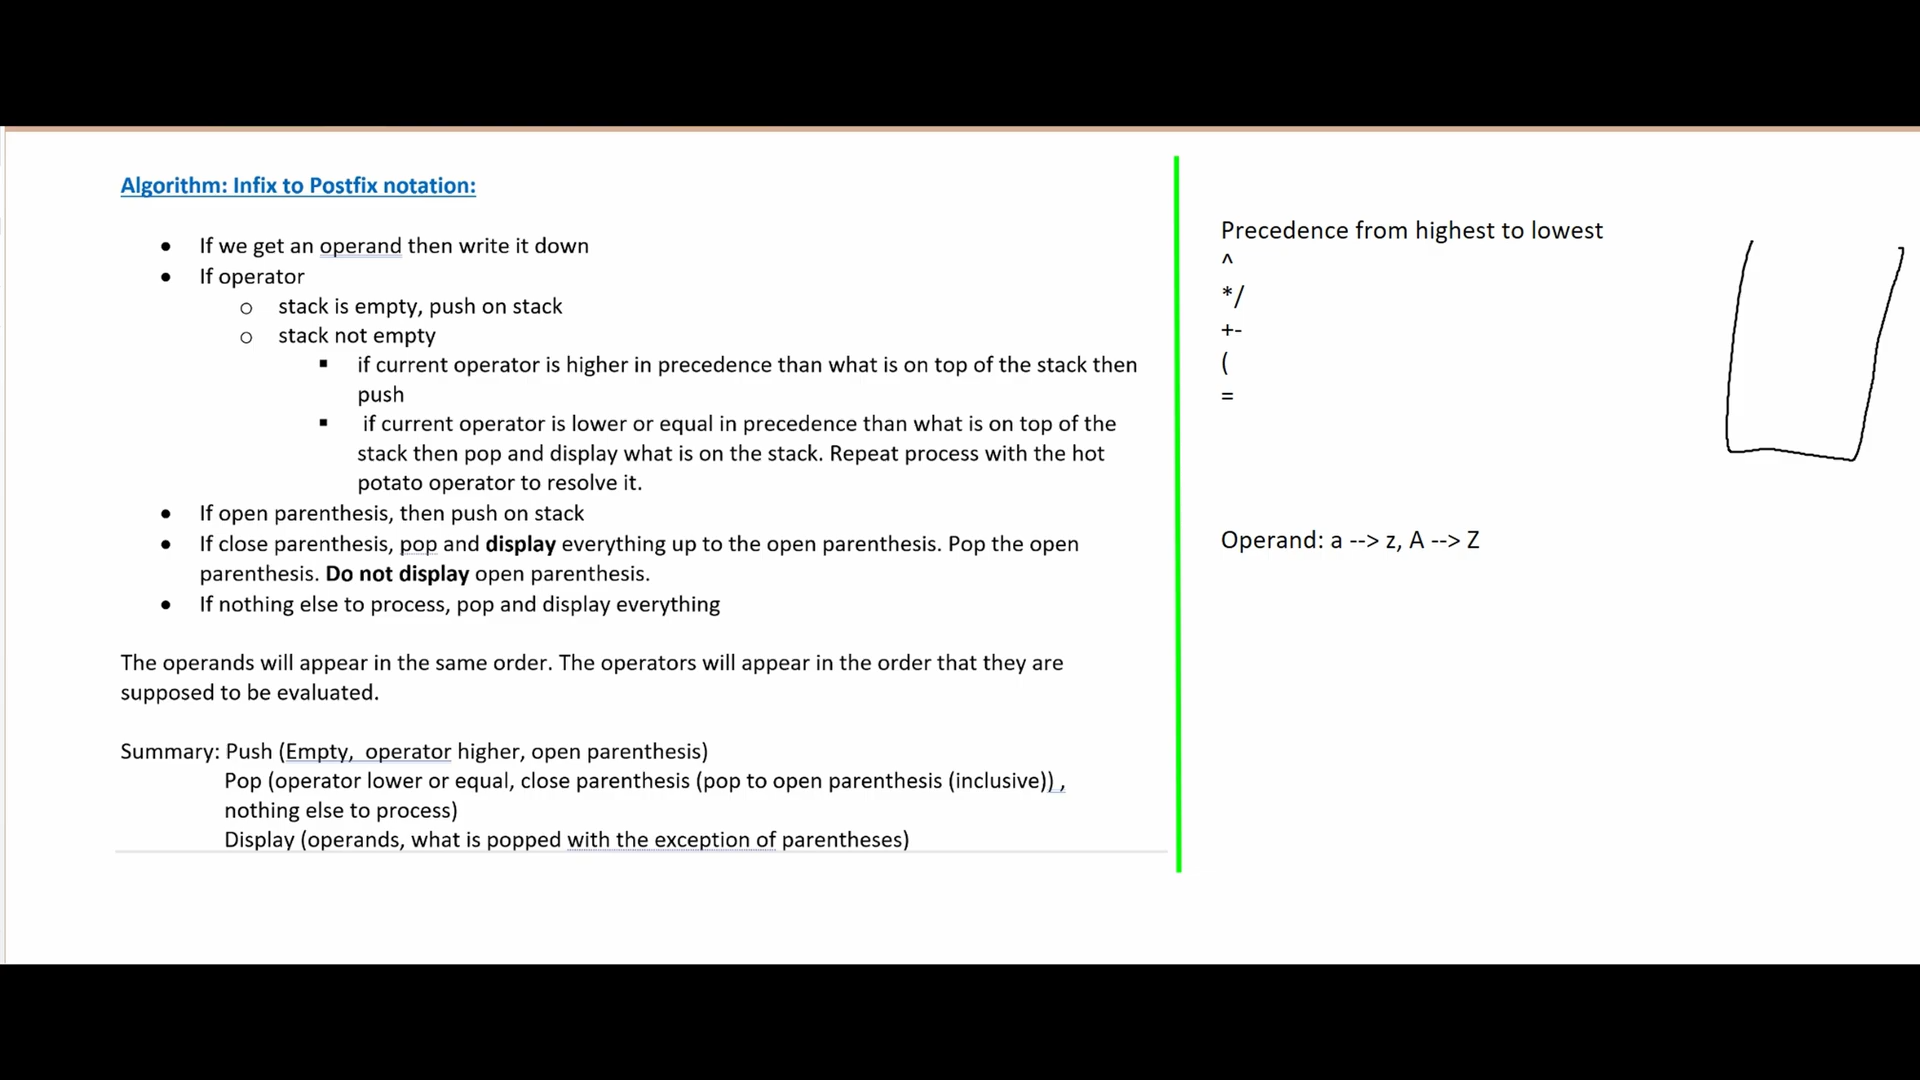 Algorithm: Infix to Postfix notation:
• If we get an operand then write it down
• If operator
o stack is empty, push on stack
o stack not empty
▪ if current operator is higher in precedence than what is on top of the stack then
push
▪ if current operator is lower or equal in precedence than what is on top of the
stack then pop and display what is on the stack. Repeat process with the hot
potato operator to resolve it.
• If open parenthesis, then push on stack
• If close parenthesis, pop and display everything up to the open parenthesis. Pop the open
parenthesis. Do not display open parenthesis.
• If nothing else to process, pop and display everything
The operands will appear in the same order. The operators will appear in the order that they are
supposed to be evaluated.
Summary: Push (Empty,  operator higher, open parenthesis)
Pop (operator lower or equal, close parenthesis (pop to open parenthesis (inclusive)) ,
nothing else to process)
Display (operands, what is popped with the exception of parentheses)
Precedence from highest to lowest
^
*/
+-
(
=
Operand: a --> z, A --> Z